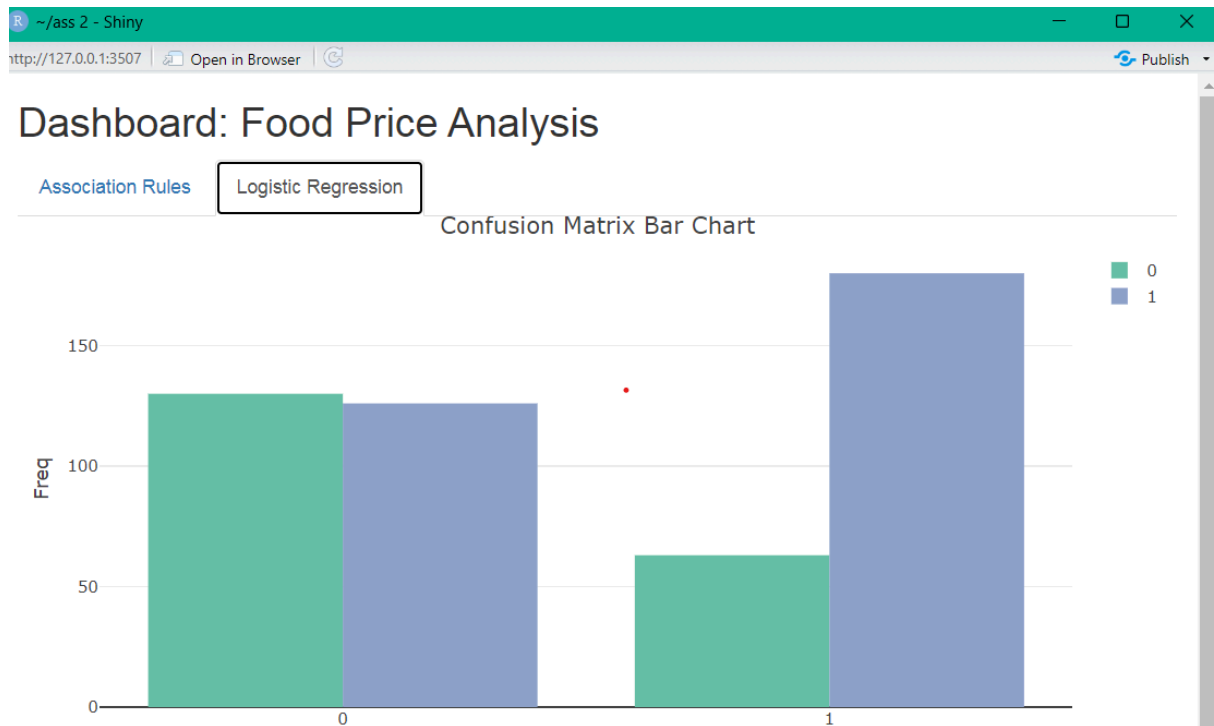 R ~/ass 2 - Shiny
http://127.0.0.1:3507 Open in Browser Publish
Dashboard: Food Price Analysis
Association Rules Logistic Regression
Confusion Matrix Bar Chart
0
1
150
100
50
0
Freq
0 1